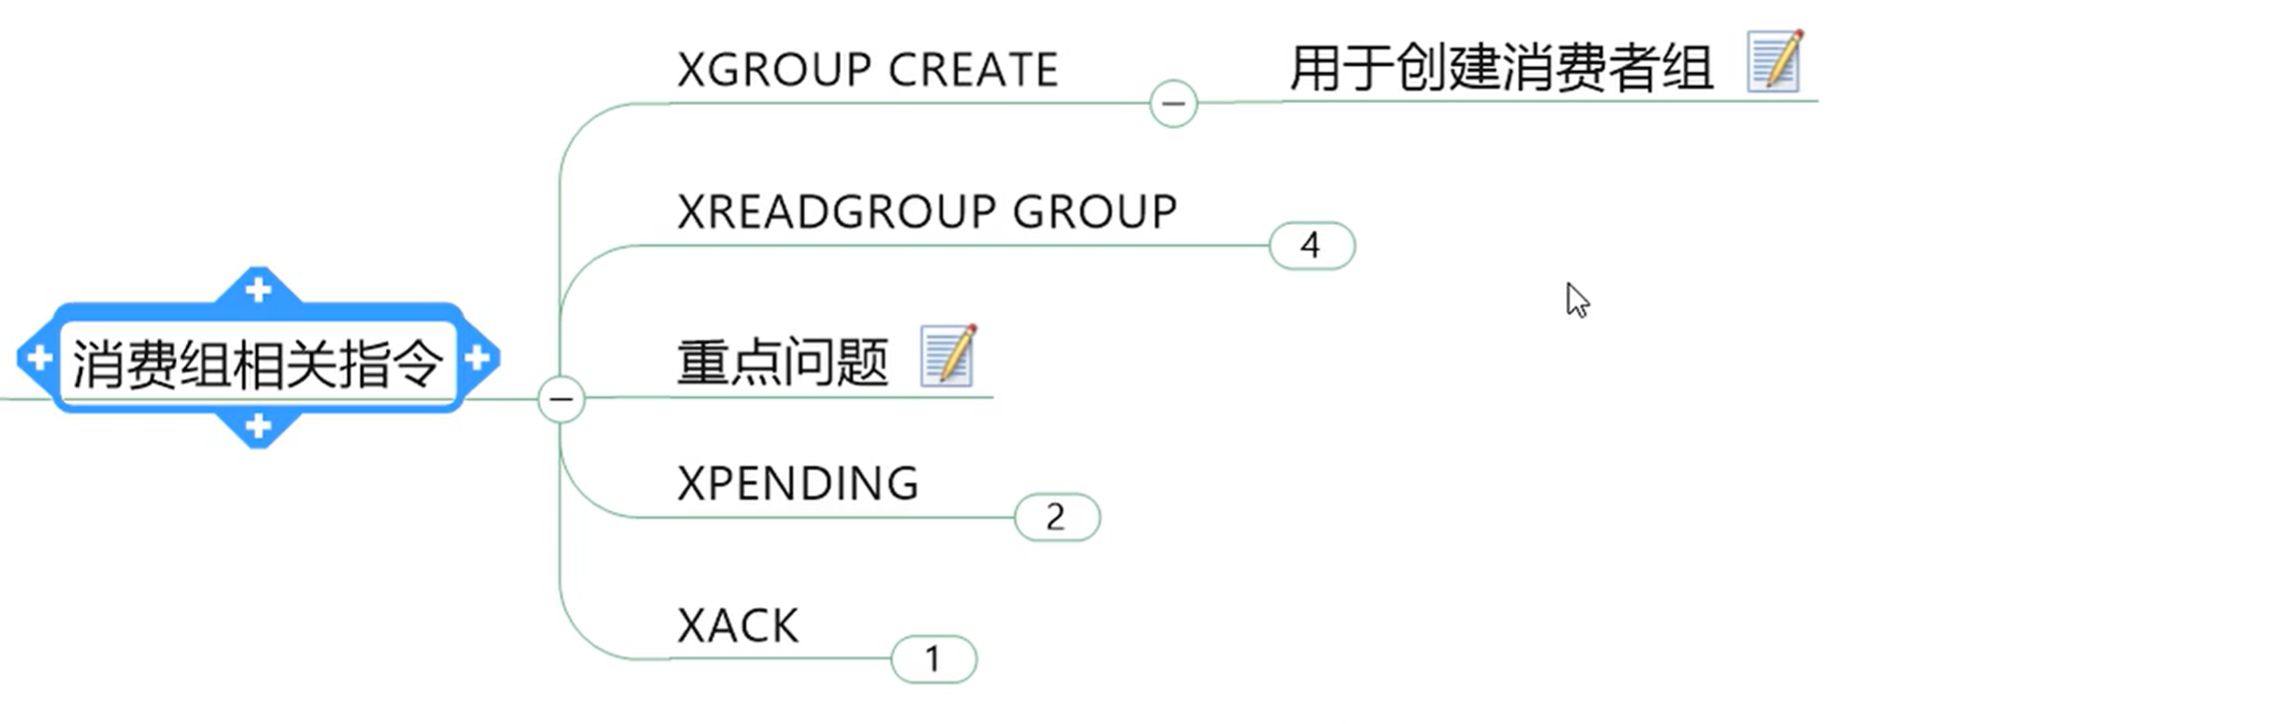 XGROUP CREATE
用于创建消费者组
XREADGROUP GROUP
4
消费组相关指令
重点问题
XPENDING
2
XACK
1